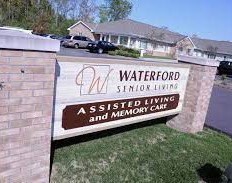 W WATERFORD
SENIOR LIVING
ASSISTED LIVING
and MEMORY CARE